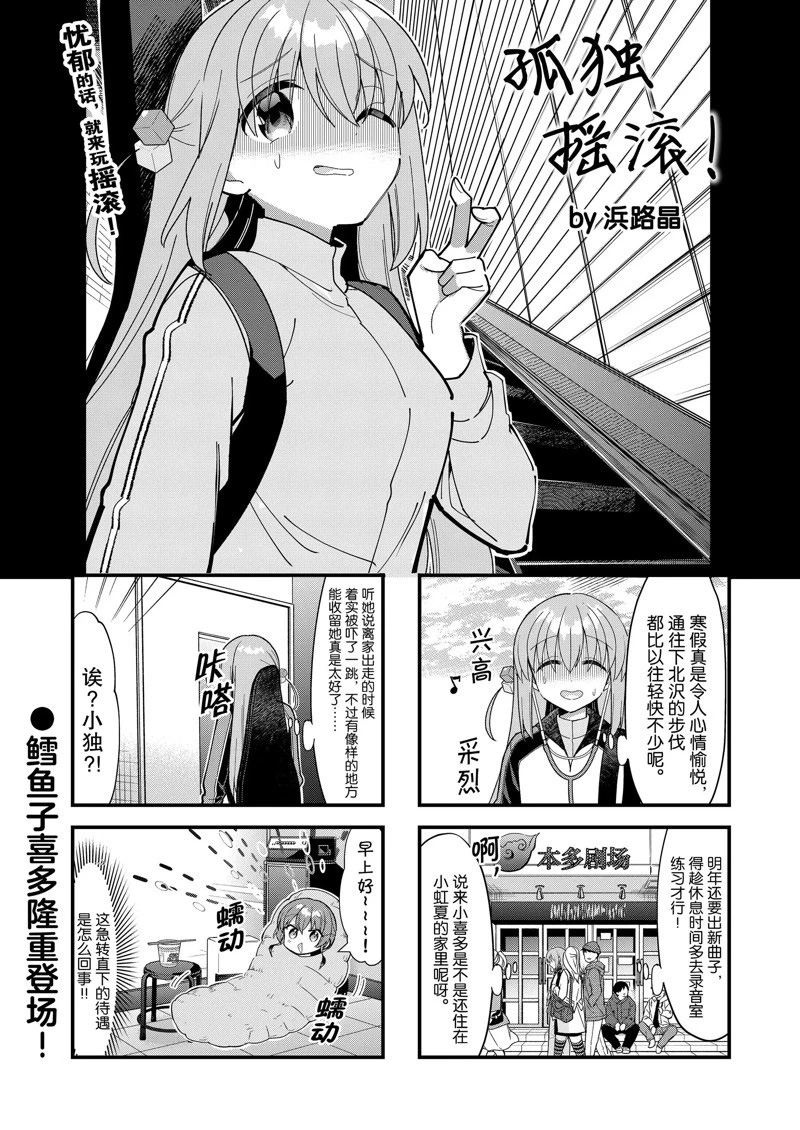 孤独
摇滚！
by 浜路晶
忧郁的话，就来玩摇滚！
寒假真是令人心情愉悦，
通往下北沢的步伐
都比以往轻快不少呢。
兴高
采烈
♪
本多剧场
明年还要出新曲子，
得趁休息时间多去录音室
练习才行！
啊，
说来小喜多是不是还住在
小虹夏的家里呢呀。
听她说离家出走的时候
着实被吓了一跳，不过有像样的地方
能收留她真是太好了……
咔嗒
诶？小独？！
早上好～～～～！
蠕动
蠕动
这急转直下的待遇
是怎么回事！！
●鳕鱼子喜多隆重登场！